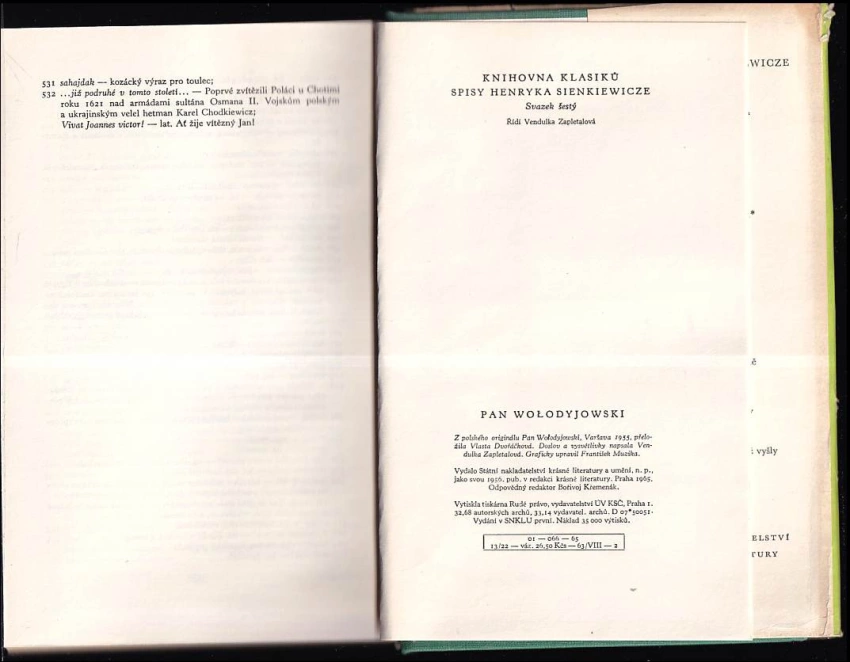 531 sahajdak — kozácký výraz pro toulec;
532 ...již podruhé v tomto století... — Poprvé zvítězili Poláci u Chotimi
roku 1621 nad armádami sultána Osmana II. Vojskům polským
a ukrajinským velel hetman Karel Chodkiewicz;
Vivat Joannes victor! — lat. Ať žije vítězný Jan!
KNIHOVNA KLASIKŮ
SPISY HENRYKA SIENKIEWICZE
Svazek šestý
Řídí Vendulka Zapletalová
PAN WOŁODYJOWSKI
Z polského originálu Pan Wołodyjowski, Varšava 1955, přelo-
žila Vlasta Dvořáčková. Doslov a vysvětlivky napsala Ven-
dulka Zapletalová. Graficky upravil František Muzika.
Vydalo Státní nakladatelství krásné literatury a umění, n. p.,
jako svou 1956. pub. v redakci krásné literatury. Praha 1965.
Odpovědný redaktor Bořivoj Křemenák.
Vytiskla tiskárna Rudé právo, vydavatelství ÚV KSČ, Praha 1.
32,68 autorských archů, 33,14 vydavatel. archů. D 07*50051.
Vydání v SNKLU první. Náklad 35 000 výtisků.
01 — 066 — 65
13/22 — váz. 26,50 Kčs — 63/VIII — 2
EWICZE
vyšly
ELSTVÍ
TURY